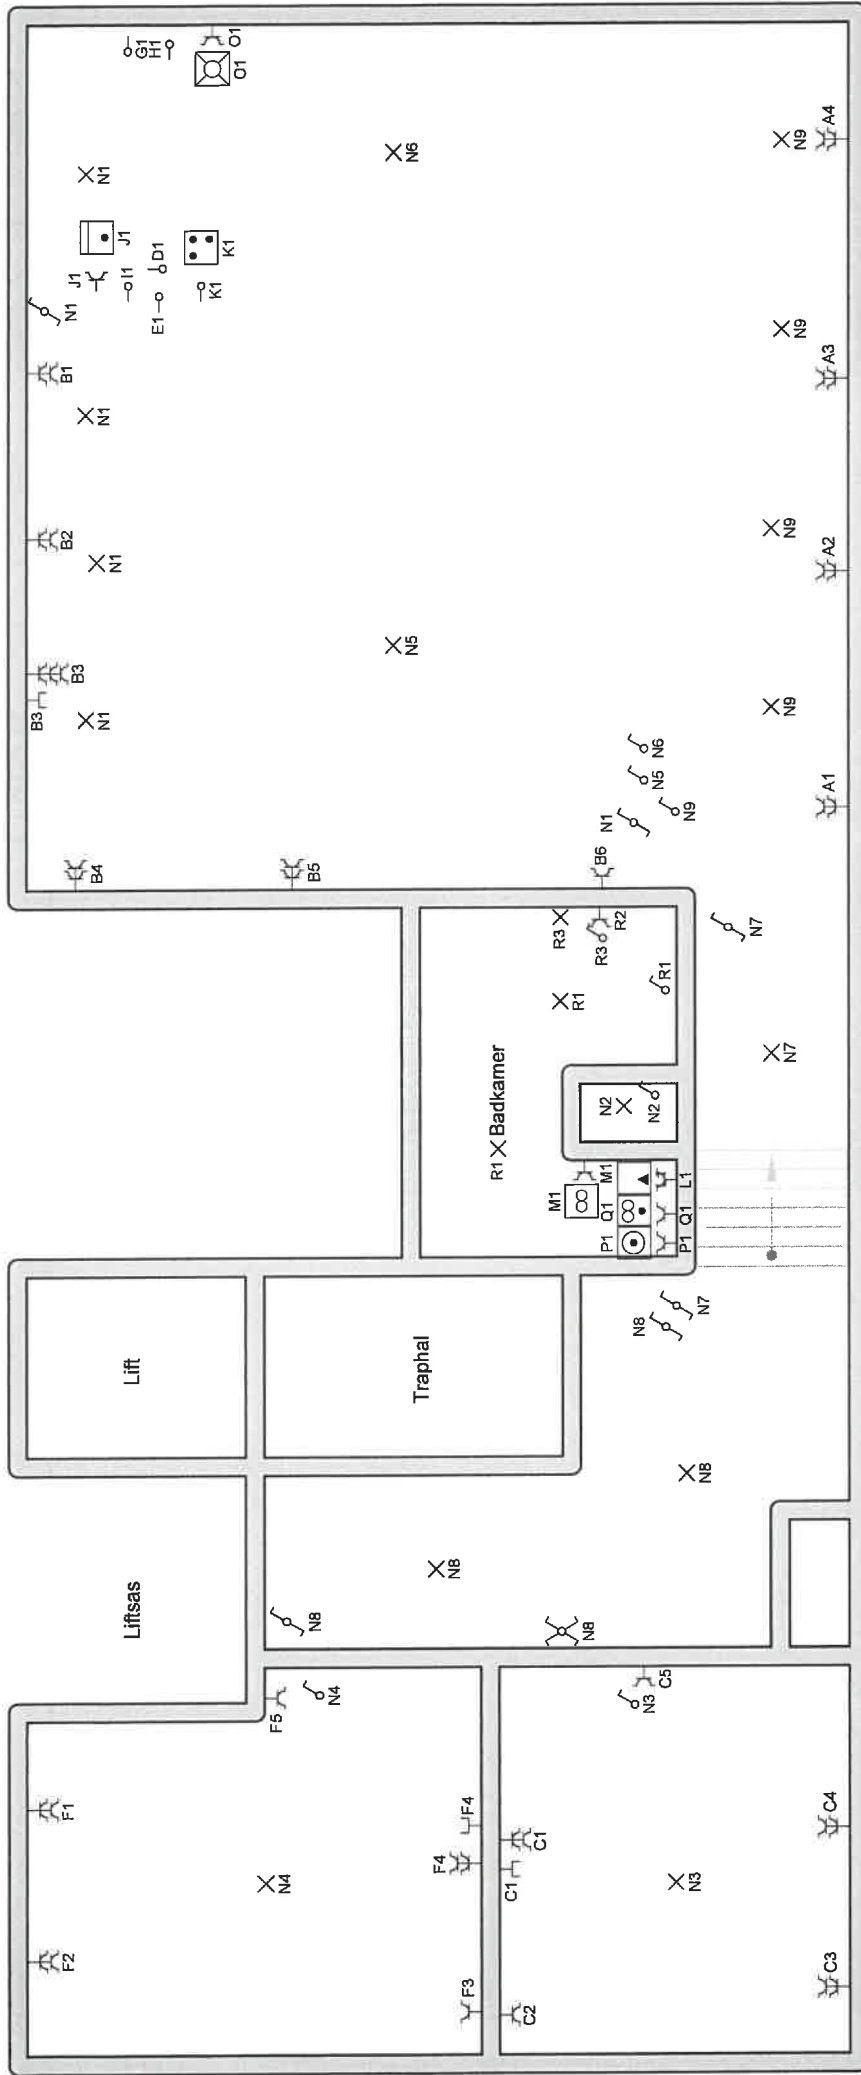 G1
H1
O1
O1
N1
N6
N9
A4
J1
J1
I1
D1
E1
K1
K1
N1
B1
N9
A3
N1
B2
N1
N9
A2
N5
B3
B3
N1
N9
N6
N5
N9
N1
A1
B4
B5
B6
R3
R2
R3
N7
R1
R1
N7
Badkamer
R1
N2
N2
M1
M1
L1
Q1
Q1
P1
P1
Lift
Traphal
N7
N8
N8
Liftsas
N8
N8
N8
F5
N4
C5
N3
F1
F4
F4
C1
C1
C4
N4
N3
F2
F3
C2
C3